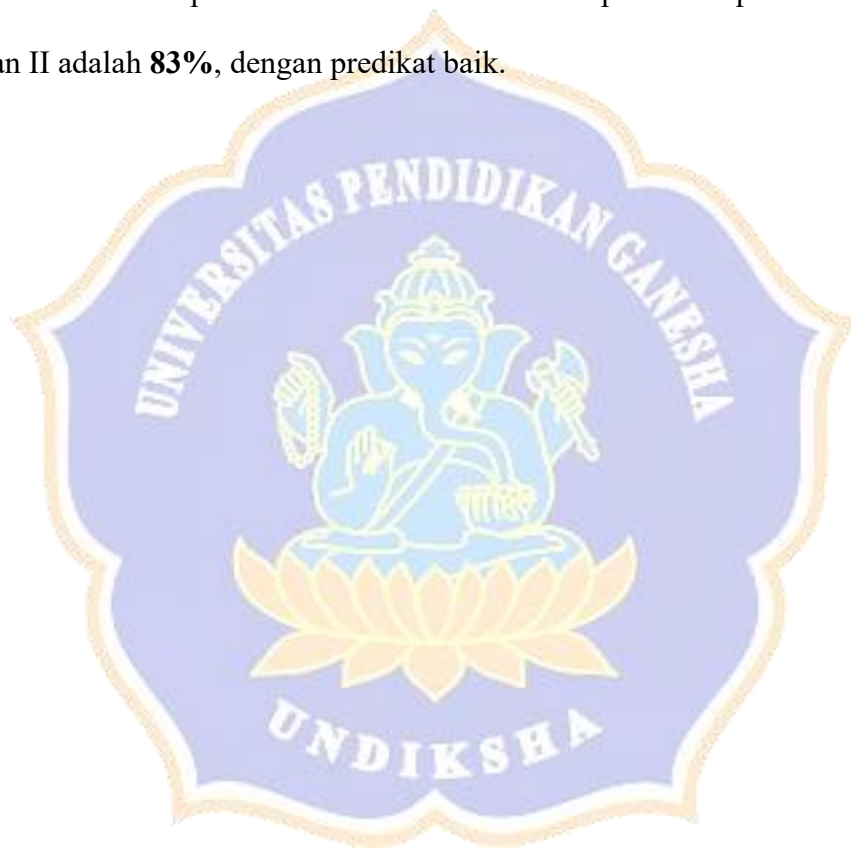 an II adalah 83%, dengan predikat baik.
UNIVERSITAS PENDIDIKAN GANESHA
UNDIKSHA